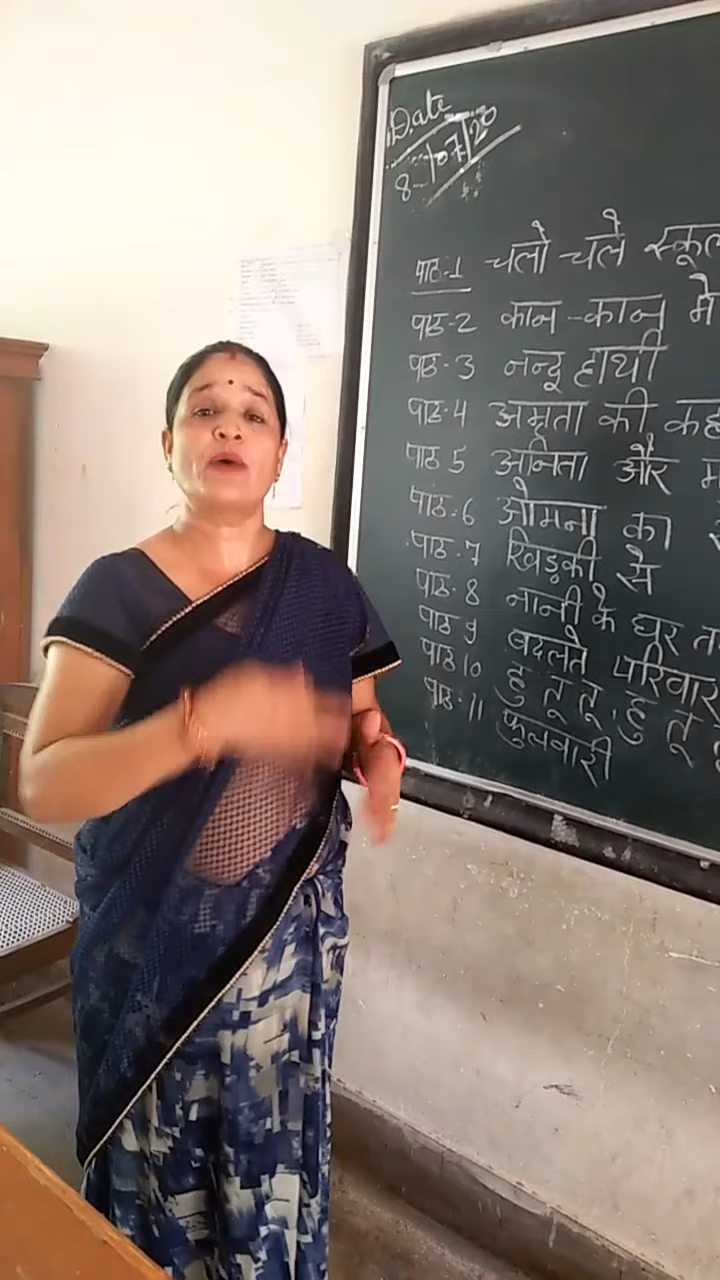 Date
8-/07/20
पाठ-1 चलो चले स्कूल
पाठ-2 कान-कान में
पाठ-3 नन्दू हाथी
पाठ-4 अमृता की कह
पाठ 5 अनिता और म
पाठ-6 ओमना का
पाठ-7 खिड़की से
पाठ-8 नानी के घर त
पाठ 9 बदलते परिवार
पाठ 10 हु तू तू, हु तू
पाठ-11 फुलवारी